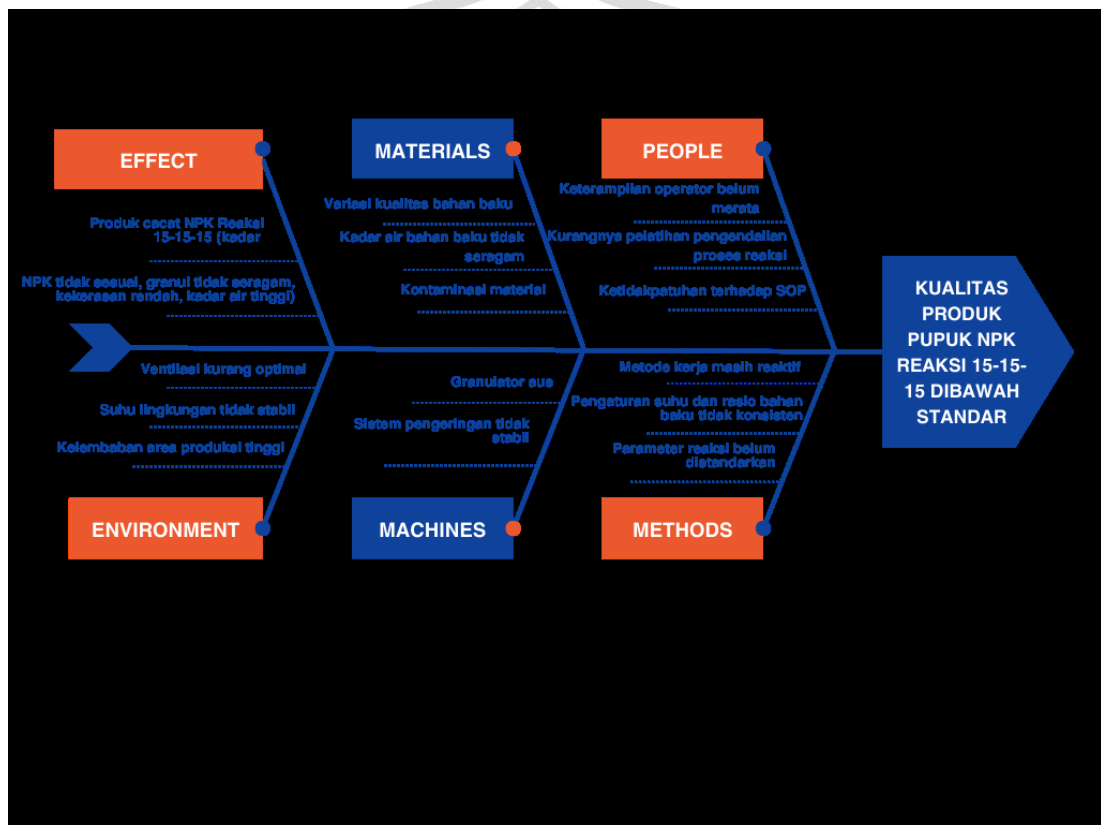 EFFECT
Produk cacat NPK Reaksi
15-15-15 (kadar
NPK tidak sesuai, granul tidak seragam,
kekerasan rendah, kadar air tinggi)
MATERIALS
Variasi kualitas bahan baku
Kadar air bahan baku tidak
seragam
Kontaminasi material
PEOPLE
Keterampilan operator belum
merata
Kurangnya pelatihan pengendalian
proses reaksi
Ketidakpatuhan terhadap SOP
KUALITAS
PRODUK
PUPUK NPK
REAKSI 15-15-
15 DIBAWAH
STANDAR
Ventilasi kurang optimal
Suhu lingkungan tidak stabil
Kelembaban area produksi tinggi
ENVIRONMENT
Granulator aus
Sistem pengeringan tidak
stabil
MACHINES
Metode kerja masih reaktif
Pengaturan suhu dan rasio bahan
baku tidak konsisten
Parameter reaksi belum
distandarkan
METHODS